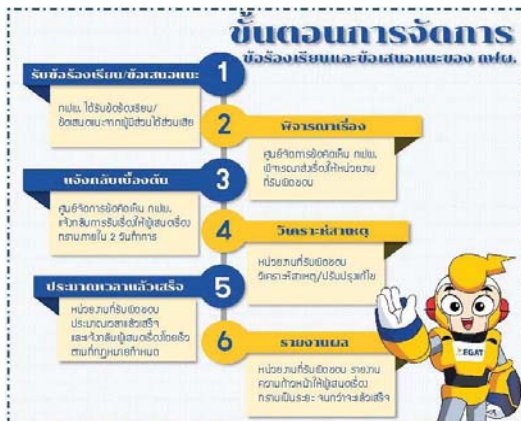 ขั้นตอนการจัดการ
ข้อร้องเรียนและข้อเสนอแนะของ กฟผ.
รับข้อร้องเรียน/ข้อเสนอแนะ
1
กฟผ. ได้รับข้อร้องเรียน/
ข้อเสนอแนะจากผู้มีส่วนได้ส่วนเสีย
2
พิจารณาเรื่อง
ศูนย์จัดการข้อคิดเห็น กฟผ.
พิจารณาส่งเรื่องให้หน่วยงาน
ที่รับผิดชอบ
แจ้งกลับเบื้องต้น
3
ศูนย์จัดการข้อคิดเห็น กฟผ.
แจ้งกลับการรับเรื่องให้ผู้เสนอเรื่อง
ทราบภายใน 2 วันทำการ
4
วิเคราะห์สาเหตุ
หน่วยงานที่รับผิดชอบ
วิเคราะห์สาเหตุ/ปรับปรุงแก้ไข
ประมาณเวลาแล้วเสร็จ
5
หน่วยงานที่รับผิดชอบ
ประมาณเวลาแล้วเสร็จ
และแจ้งกลับผู้เสนอเรื่องโดยเร็ว
ตามที่กฎหมายกำหนด
6
รายงานผล
หน่วยงานที่รับผิดชอบ รายงาน
ความก้าวหน้าให้ผู้เสนอเรื่อง
ทราบเป็นระยะ จนกว่าจะแล้วเสร็จ
EGAT